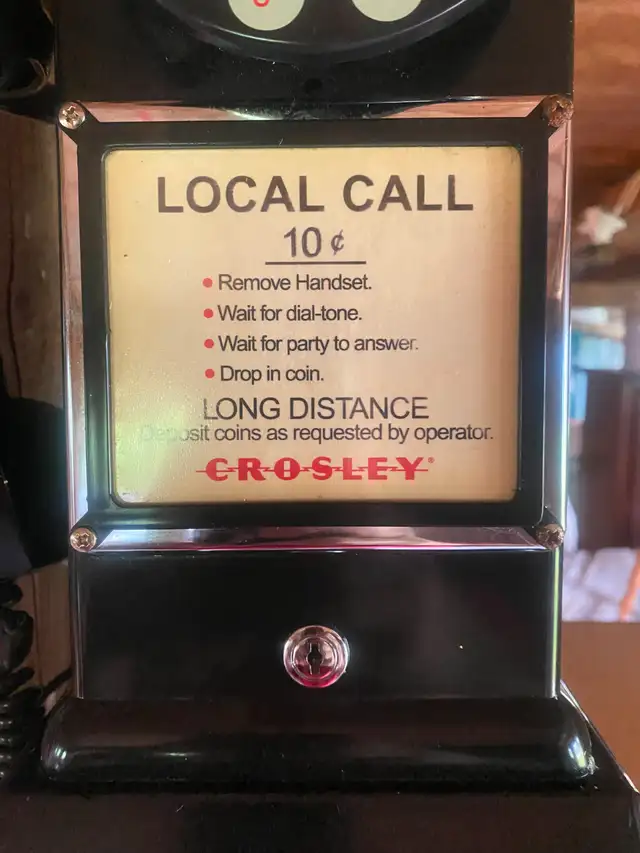 LOCAL CALL
10¢
• Remove Handset.
• Wait for dial-tone.
• Wait for party to answer.
• Drop in coin.
LONG DISTANCE
Deposit coins as requested by operator.
CROSLEY®